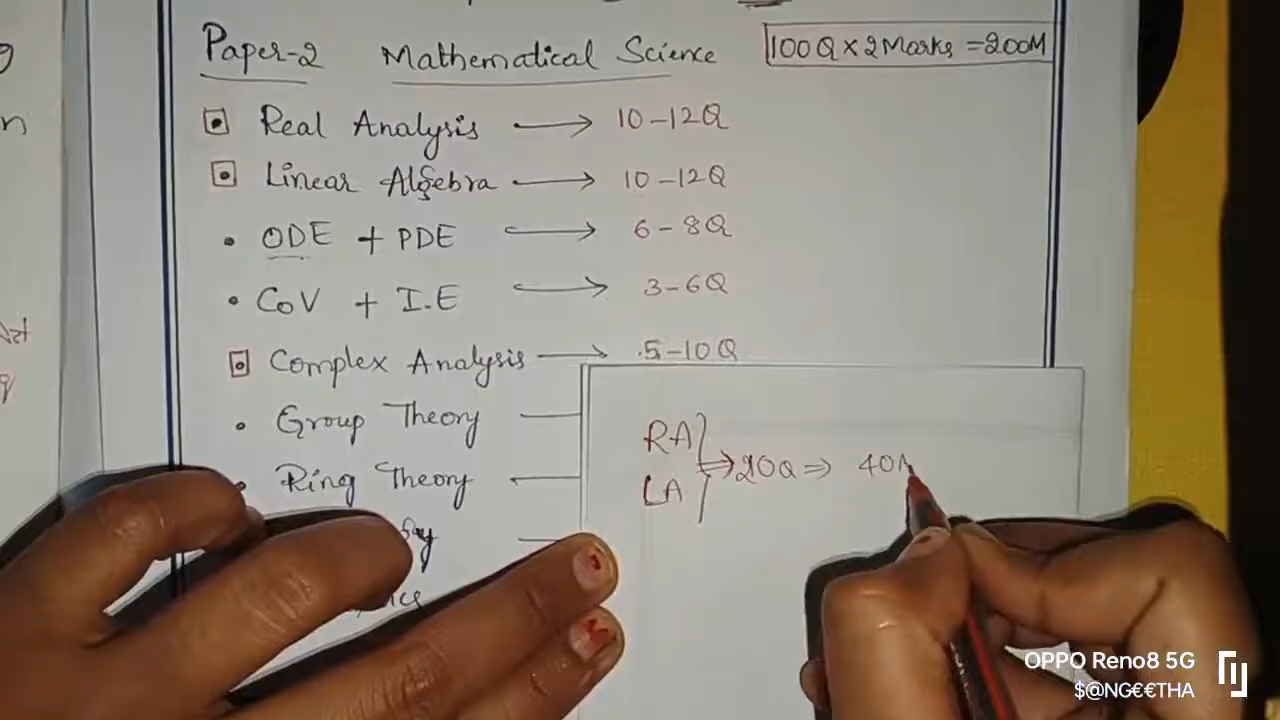 Paper-2 Mathematical Science 100Q×2Marks=200M
Real Analysis → 10-12Q
Linear Algebra → 10-12Q
• ODE + PDE → 6-8Q
• CoV + I.E → 3-6Q
Complex Analysis → 5-10Q
• Group Theory
• Ring Theory
RA
LA ⇒ 20Q ⇒ 40M
OPPO Reno8 5G
$@NG€€THA